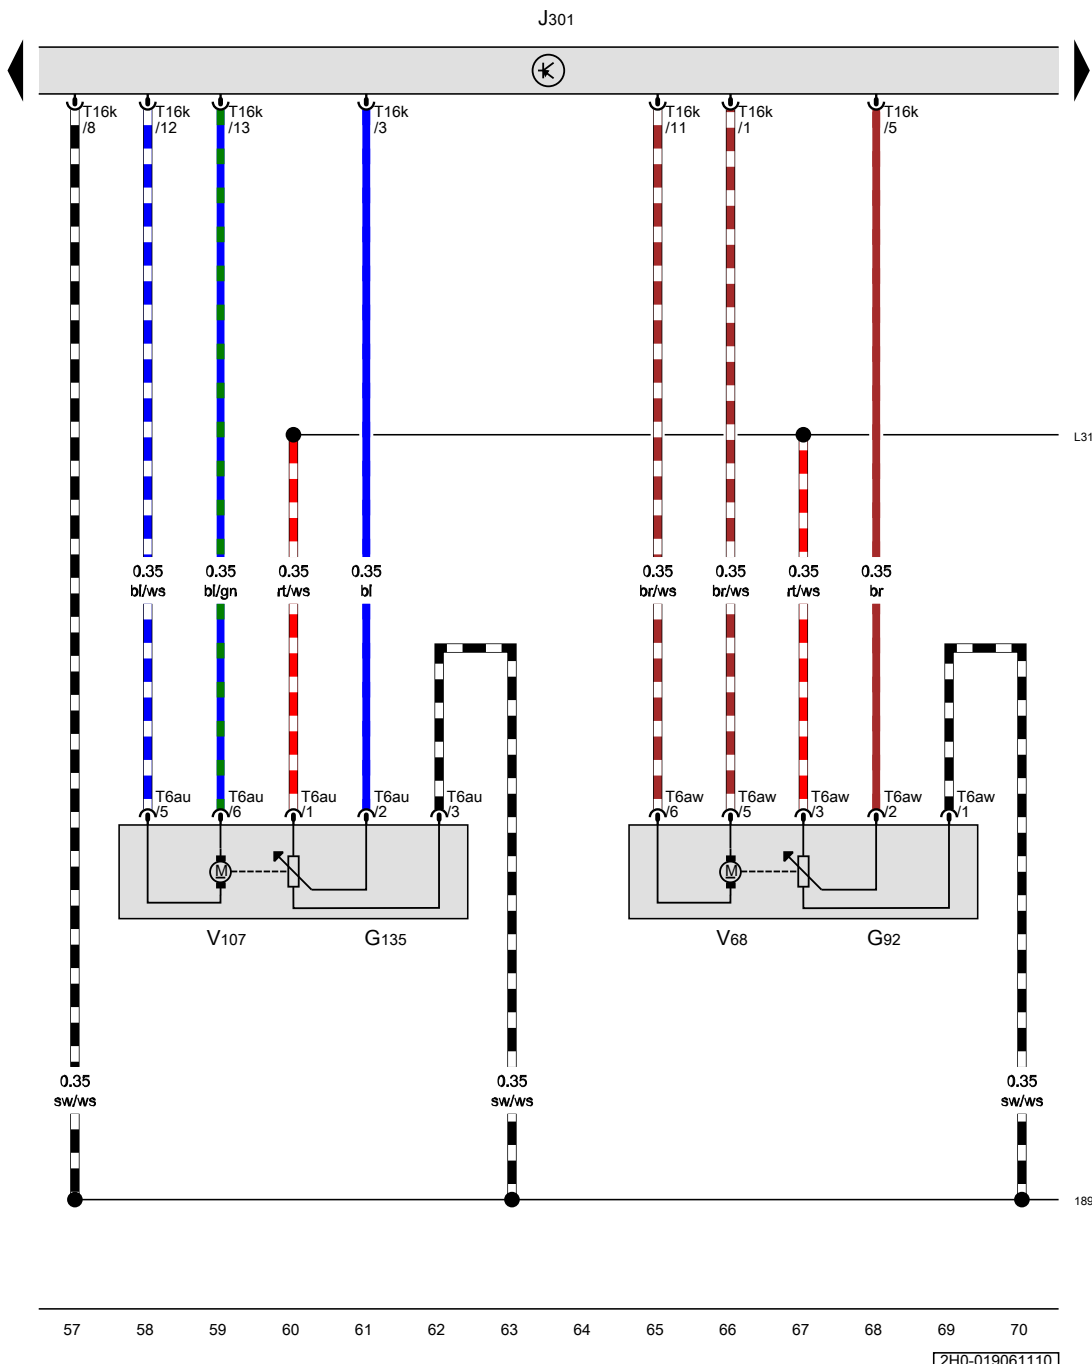 J301
T16k /8
T16k /12
T16k /13
T16k /3
T16k /11
T16k /1
T16k /5
L31
0.35 bl/ws
0.35 bl/gn
0.35 rt/ws
0.35 bl
0.35 br/ws
0.35 br/ws
0.35 rt/ws
0.35 br
T6au /5
T6au /6
T6au /1
T6au /2
T6au /3
T6aw /6
T6aw /5
T6aw /3
T6aw /2
T6aw /1
M
M
V107
G135
V68
G92
0.35 sw/ws
0.35 sw/ws
0.35 sw/ws
189
57 58 59 60 61 62 63 64 65 66 67 68 69 70
2H0-019061110